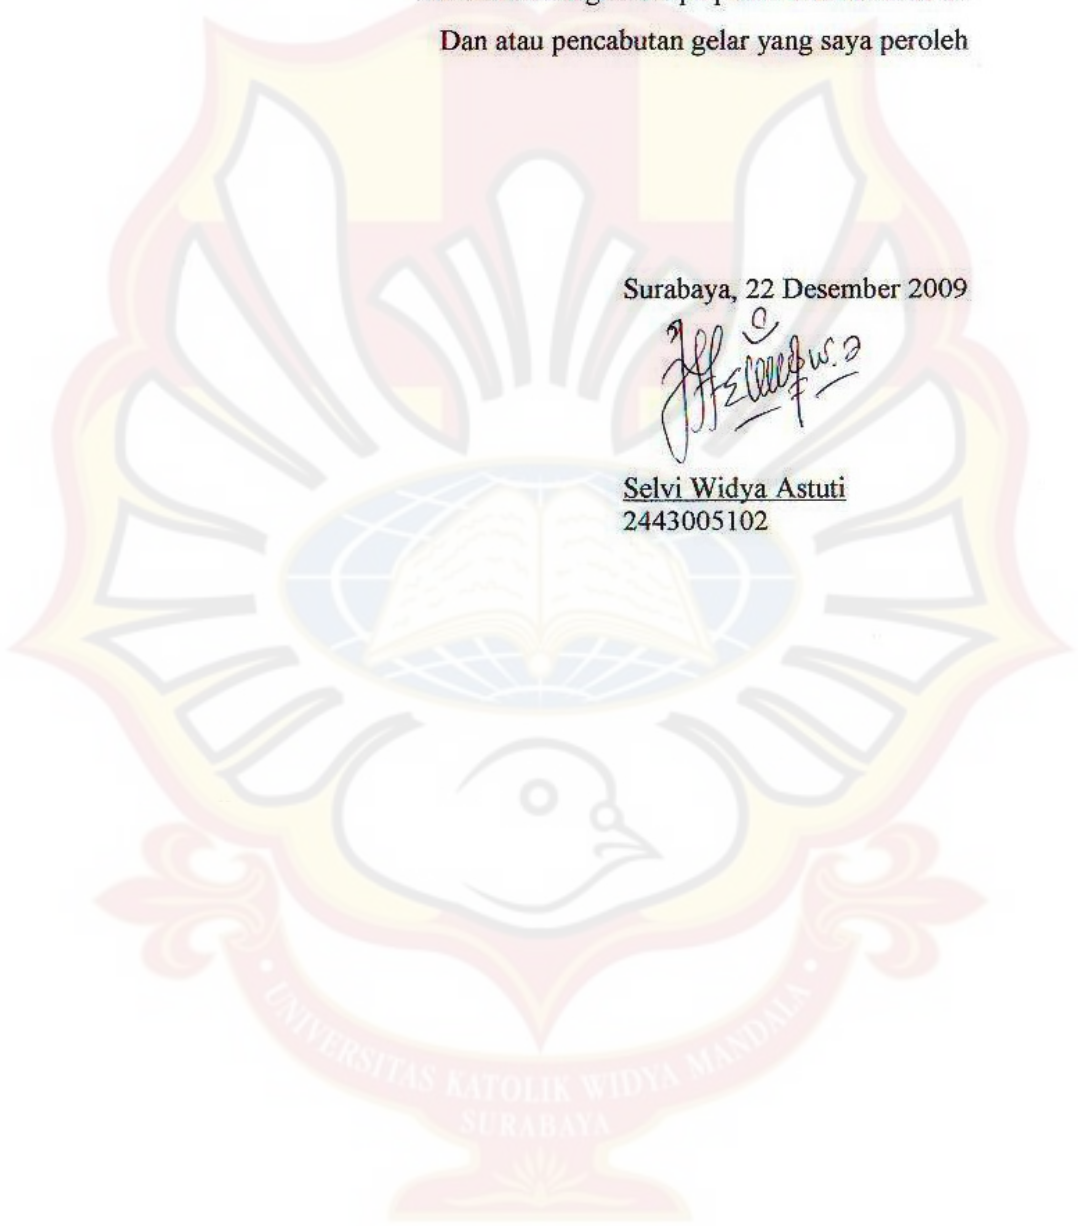 Dan atau pencabutan gelar yang saya peroleh
Surabaya, 22 Desember 2009
Selvi Widya Astuti
2443005102
UNIVERSITAS KATOLIK WIDYA MANDALA
SURABAYA